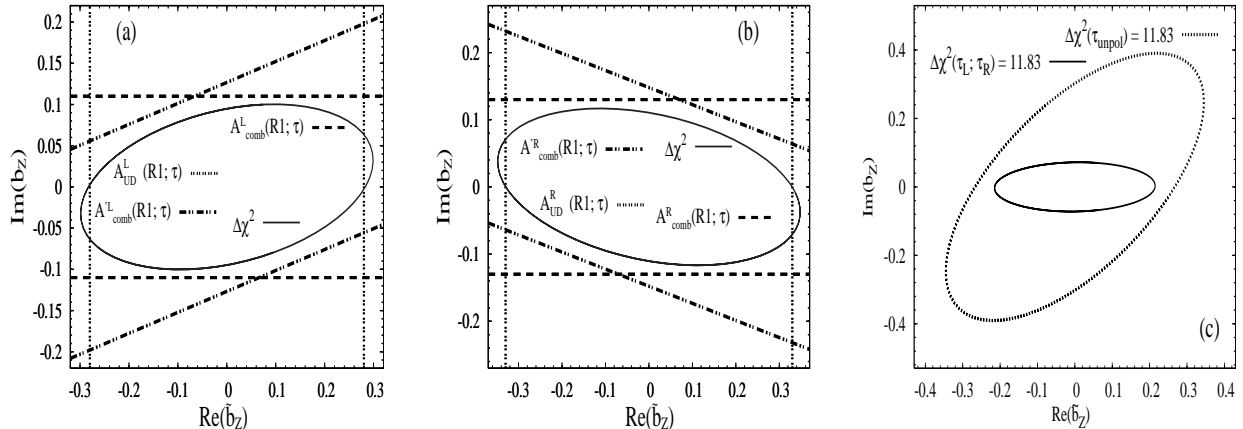 (a)
Im(b_Z)
0.2
0.15
0.1
0.05
0
-0.05
-0.1
-0.15
-0.2
A^L_comb(R1; τ)
A^L_UD (R1; τ)
A'^L_comb(R1; τ)
Δχ²
-0.3 -0.2 -0.1 0 0.1 0.2 0.3
Re(b̃_Z)
(b)
Im(b_Z)
0.2
0.1
0
-0.1
-0.2
A'^R_comb(R1; τ)
Δχ²
A^R_UD (R1; τ)
A^R_comb(R1; τ)
-0.3 -0.2 -0.1 0 0.1 0.2 0.3
Re(b̃_Z)
Im(b_Z)
0.4
0.2
0
-0.2
-0.4
Δχ²(τ_unpol) = 11.83
Δχ²(τ_L; τ_R) = 11.83
(c)
-0.4 -0.3 -0.2 -0.1 0 0.1 0.2 0.3 0.4
Re(b̃_Z)